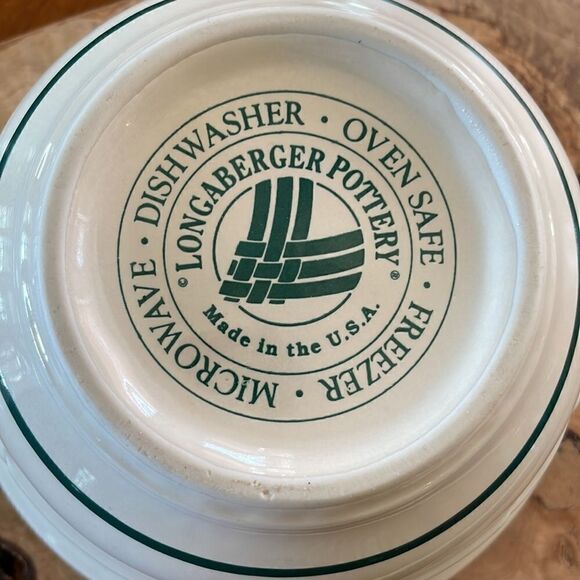 DISHWASHER · OVEN SAFE · FREEZER · MICROWAVE ·
© LONGABERGER POTTERY ®
Made in the U.S.A.